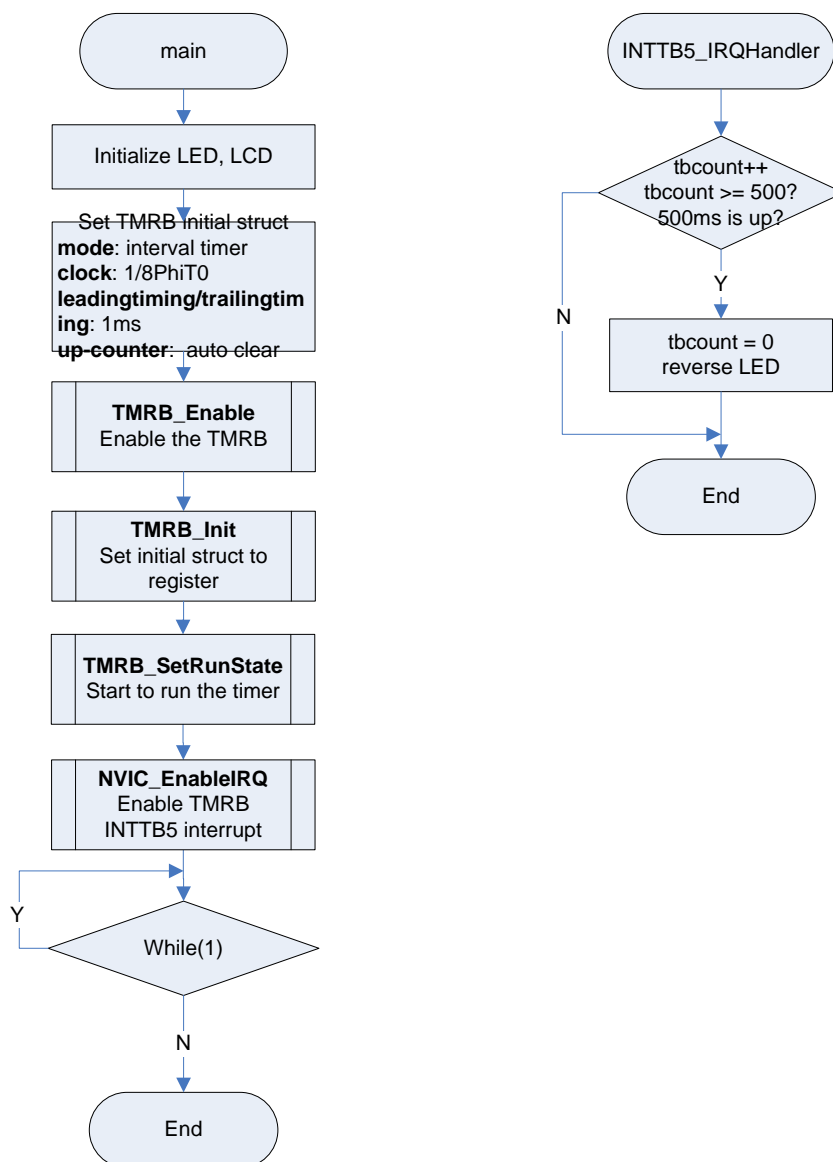 main
Initialize LED, LCD
Set TMRB initial struct
mode: interval timer
clock: 1/8PhiT0
leadingtiming/trailingtim
ing: 1ms
up-counter:  auto clear
TMRB_Enable
Enable the TMRB
TMRB_Init
Set initial struct to
register
TMRB_SetRunState
Start to run the timer
NVIC_EnableIRQ
Enable TMRB
INTTB5 interrupt
Y
While(1)
N
End
INTTB5_IRQHandler
tbcount++
tbcount >= 500?
500ms is up?
Y
N
tbcount = 0
reverse LED
End